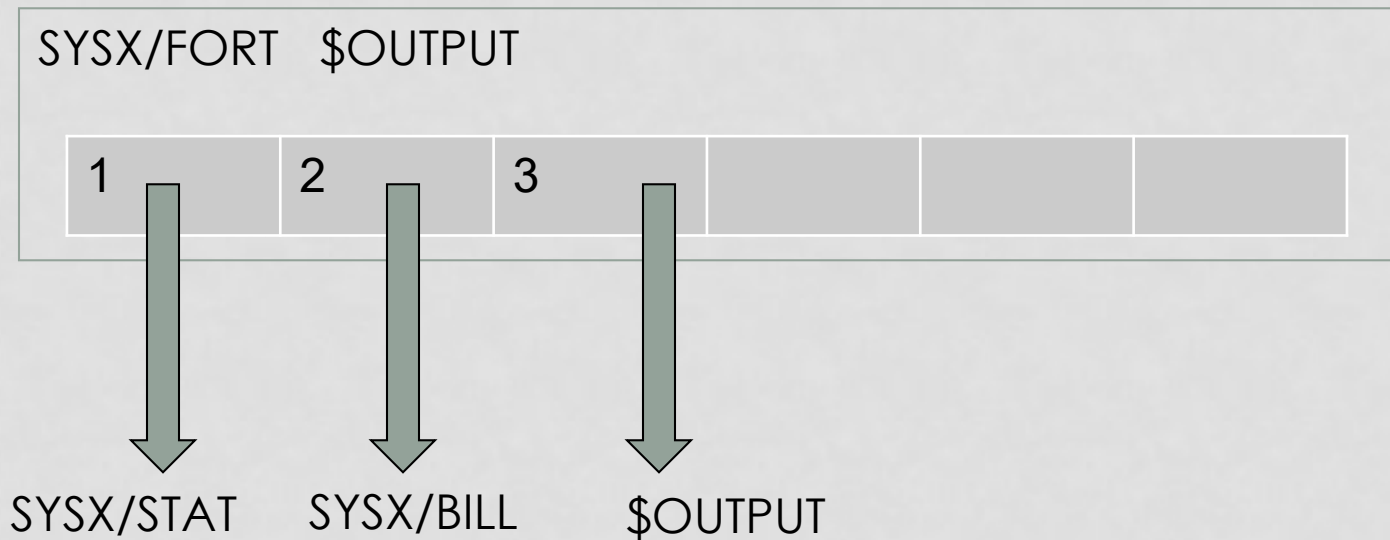 SYSX/FORT $OUTPUT
1 2 3
SYSX/STAT SYSX/BILL $OUTPUT